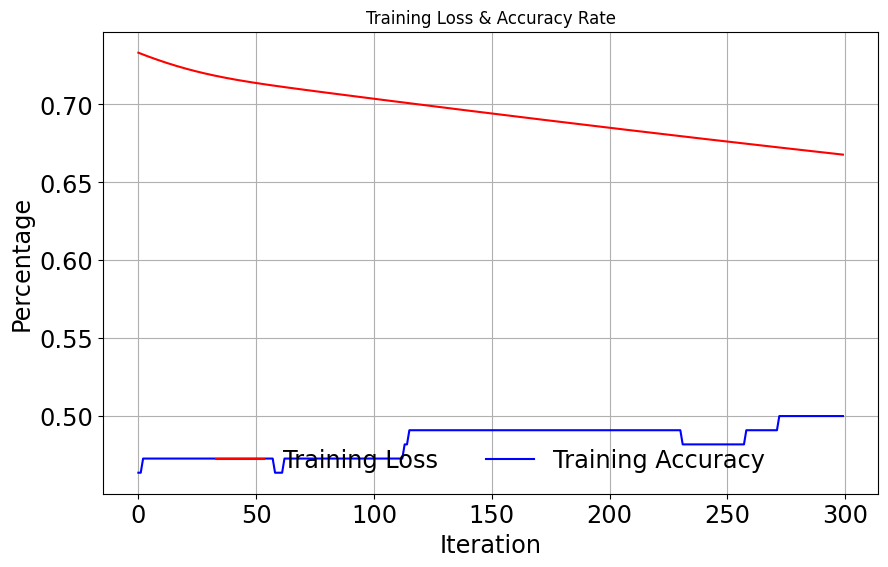 Training Loss & Accuracy Rate
Percentage
0.70
0.65
0.60
0.55
0.50
Training Loss Training Accuracy
0 50 100 150 200 250 300
Iteration